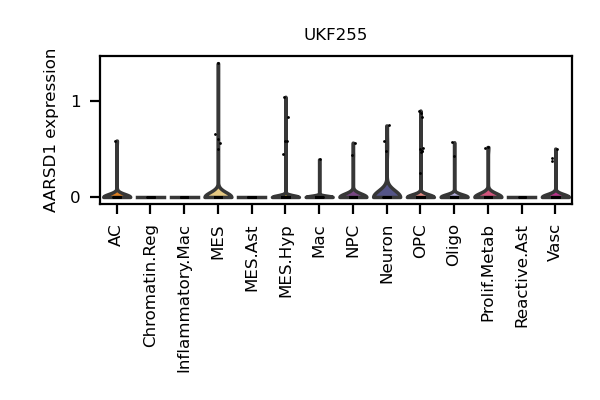 UKF255
AARSD1 expression
1
0
AC
Chromatin.Reg
Inflammatory.Mac
MES
MES.Ast
MES.Hyp
Mac
NPC
Neuron
OPC
Oligo
Prolif.Metab
Reactive.Ast
Vasc